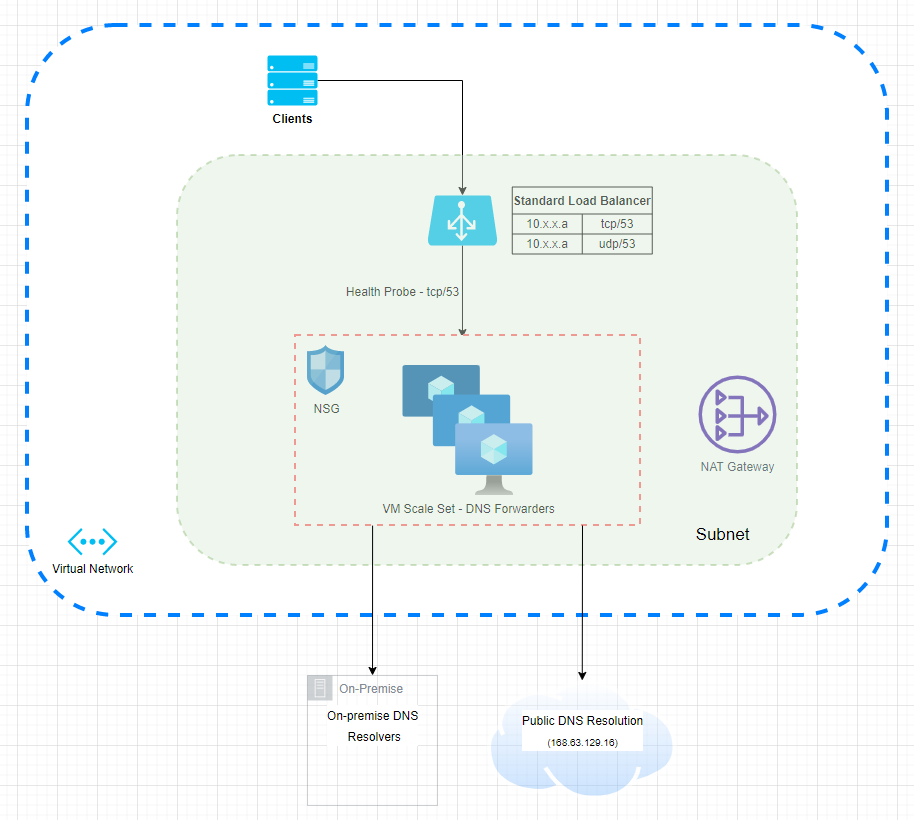 Clients
Standard Load Balancer
10.x.x.a tcp/53
10.x.x.a udp/53
Health Probe - tcp/53
NSG
VM Scale Set - DNS Forwarders
NAT Gateway
Subnet
Virtual Network
On-Premise
On-premise DNS
Resolvers
Public DNS Resolution
(168.63.129.16)